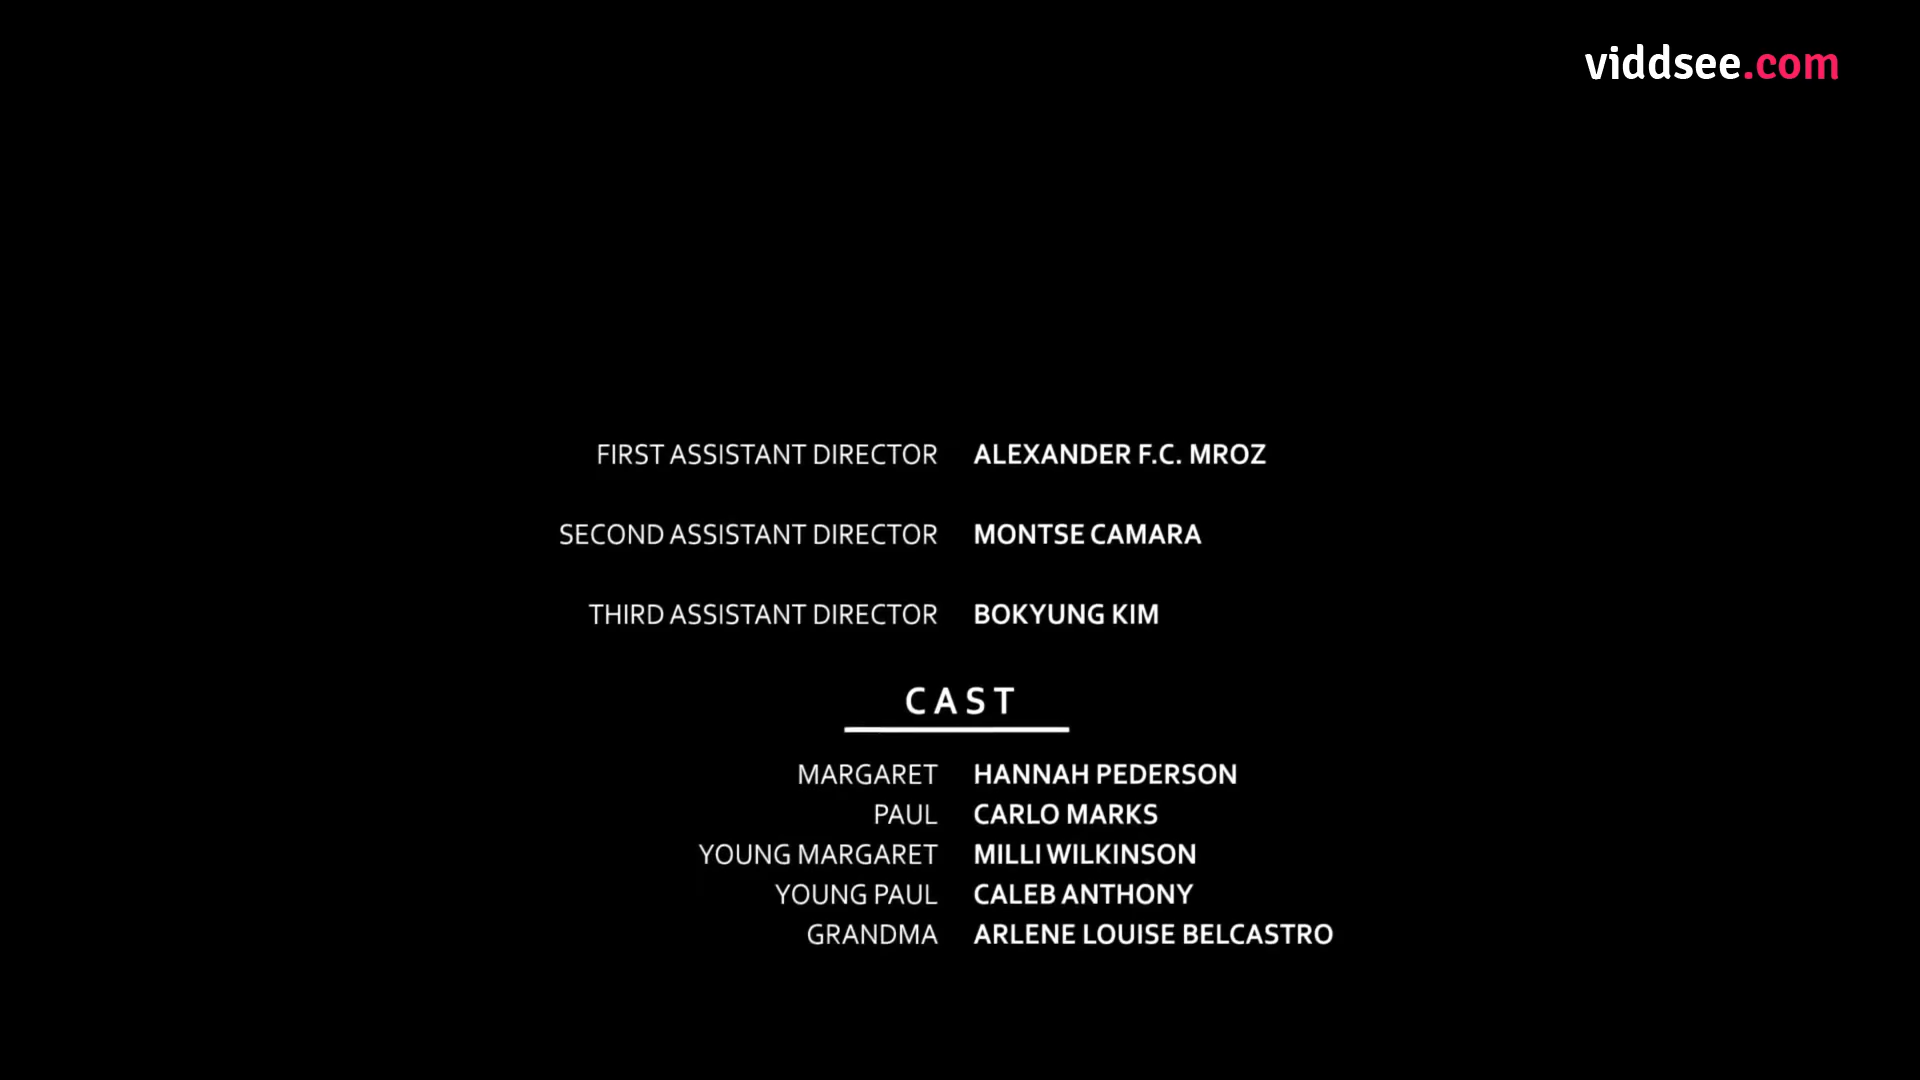 viddsee.com
FIRST ASSISTANT DIRECTOR ALEXANDER F.C. MROZ
SECOND ASSISTANT DIRECTOR MONTSE CAMARA
THIRD ASSISTANT DIRECTOR BOKYUNG KIM
CAST
MARGARET HANNAH PEDERSON
PAUL CARLO MARKS
YOUNG MARGARET MILLI WILKINSON
YOUNG PAUL CALEB ANTHONY
GRANDMA ARLENE LOUISE BELCASTRO